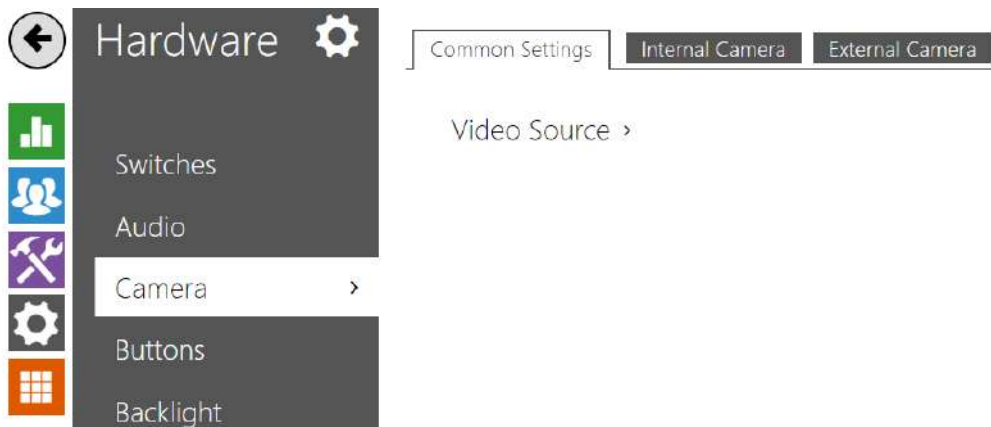 Hardware
Switches
Audio
Camera
Buttons
Backlight
Common Settings
Internal Camera
External Camera
Video Source